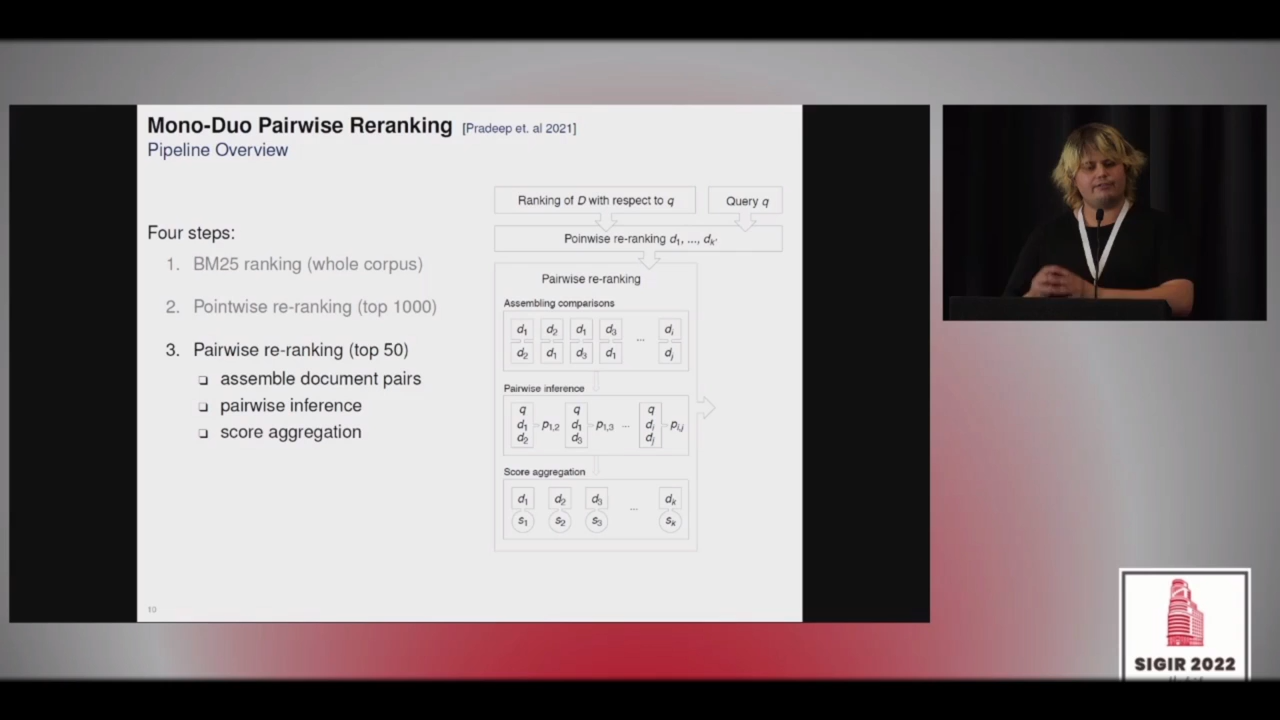 Mono-Duo Pairwise Reranking [Pradeep et. al 2021]
Pipeline Overview
Four steps:
1. BM25 ranking (whole corpus)
2. Pointwise re-ranking (top 1000)
3. Pairwise re-ranking (top 50)
❏ assemble document pairs
❏ pairwise inference
❏ score aggregation
Ranking of D with respect to q
Query q
Poinwise re-ranking d1, ..., dk'
Pairwise re-ranking
Assembling comparisons
d1 d2 d1 d3 ... di
d2 d1 d3 d1 dj
Pairwise inference
q q q
d1 p1,2 d1 p1,3 ... di pi,j
d2 d3 dj
Score aggregation
d1 d2 d3 ... dk
s1 s2 s3 sk
10
SIGIR 2022